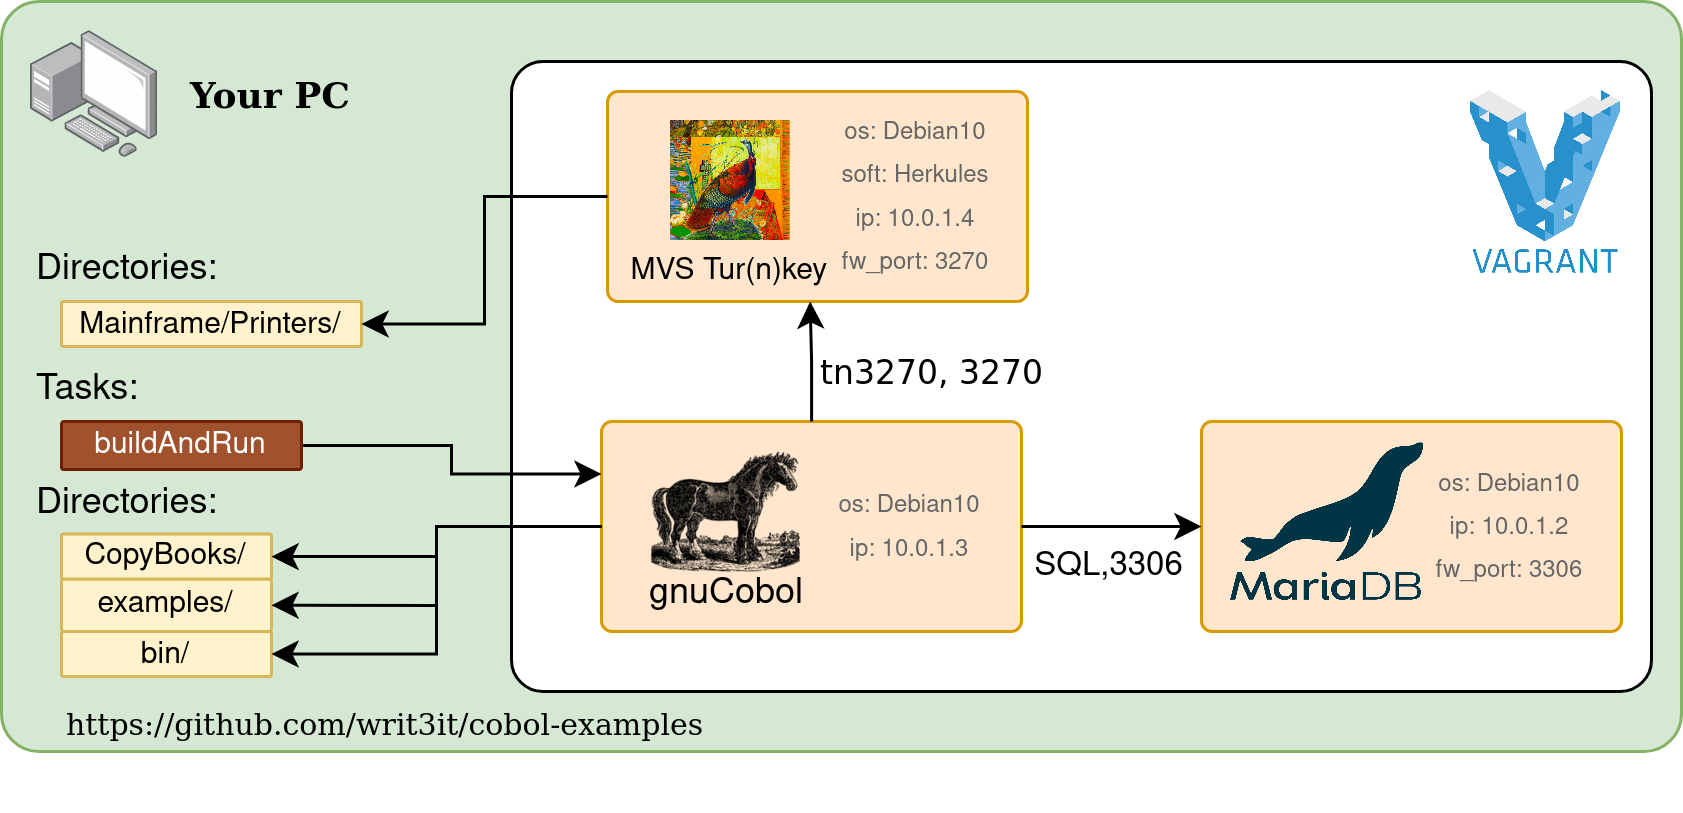 Your PC
os: Debian10
soft: Herkules
ip: 10.0.1.4
fw_port: 3270
MVS Tur(n)key
VAGRANT
Directories:
Mainframe/Printers/
tn3270, 3270
Tasks:
buildAndRun
Directories:
CopyBooks/
examples/
bin/
os: Debian10
ip: 10.0.1.3
gnuCobol
SQL,3306
os: Debian10
ip: 10.0.1.2
fw_port: 3306
MariaDB
https://github.com/writ3it/cobol-examples